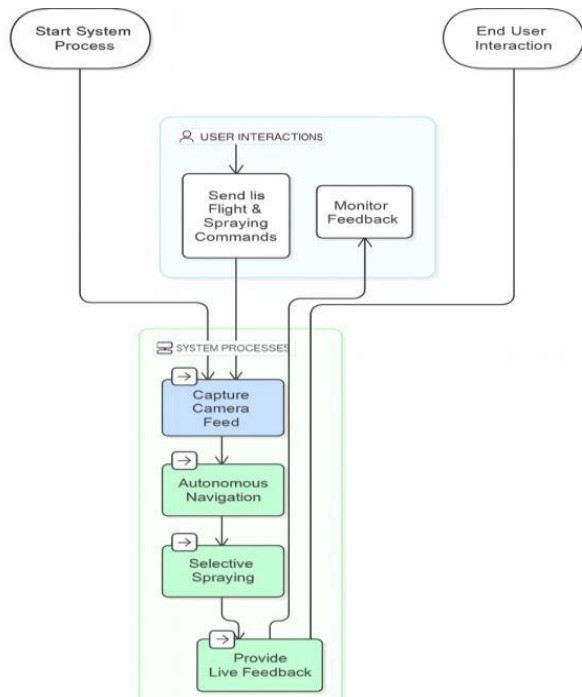 Start System
Process
End User
Interaction
USER INTERACTIONS
Send lis
Flight &
Spraying
Commands
Monitor
Feedback
SYSTEM PROCESSES
Capture
Camera
Feed
Autonomous
Navigation
Selective
Spraying
Provide
Live Feedback